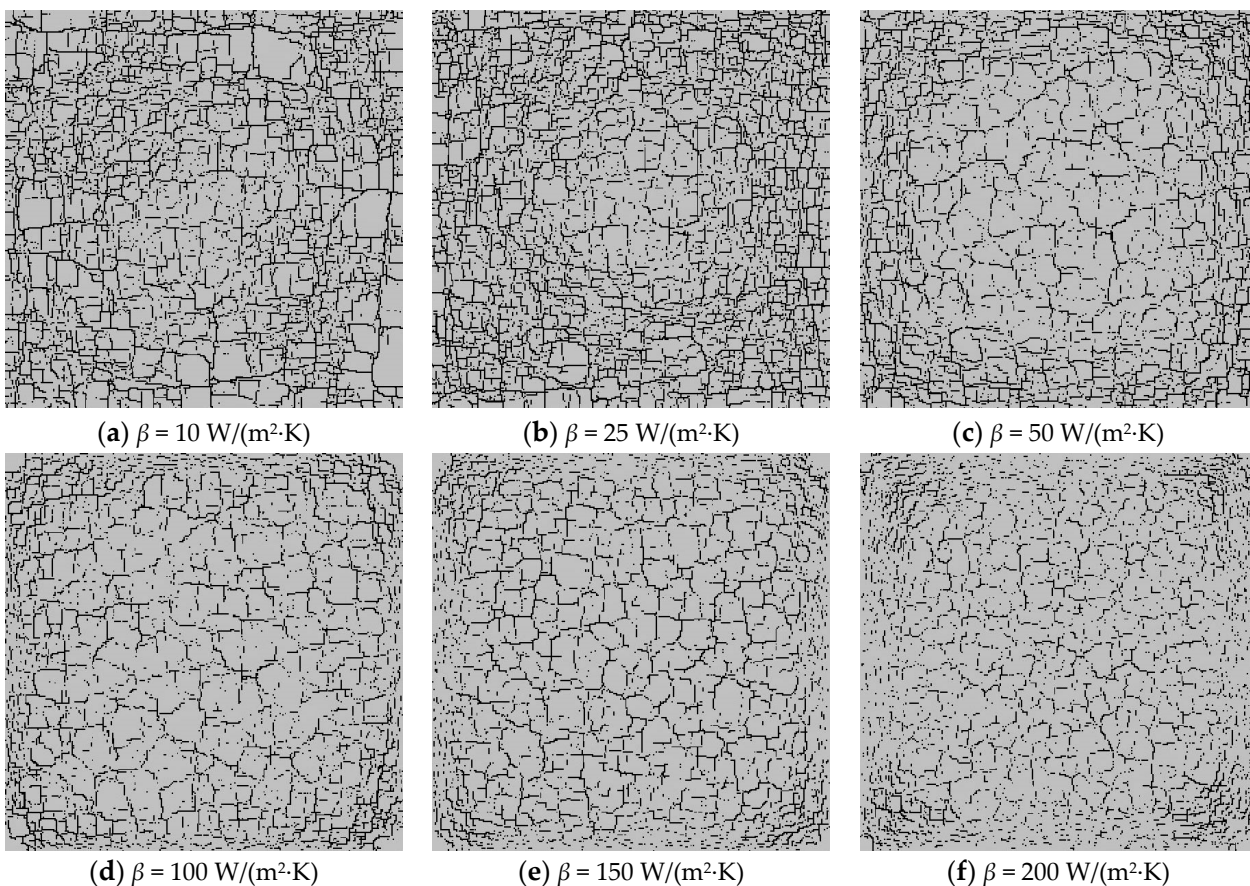 (a) β = 10 W/(m²·K)
(b) β = 25 W/(m²·K)
(c) β = 50 W/(m²·K)
(d) β = 100 W/(m²·K)
(e) β = 150 W/(m²·K)
(f) β = 200 W/(m²·K)